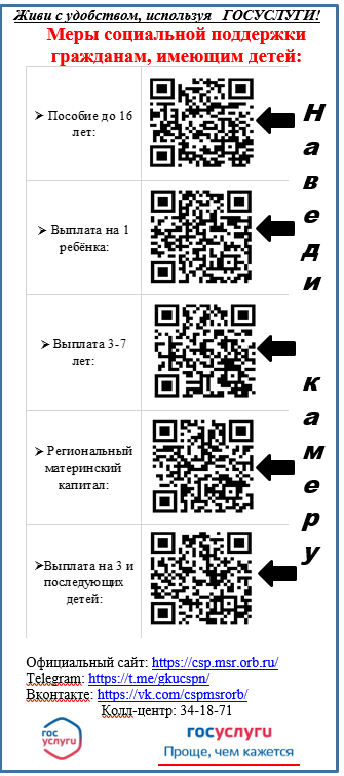 Живи с удобством, используя ГОСУСЛУГИ!
Меры социальной поддержки
гражданам, имеющим детей:
➢ Пособие до 16
лет:
➢ Выплата на 1
ребёнка:
➢ Выплата 3-7
лет:
➢ Региональный
материнский
капитал:
➢Выплата на 3 и
последующих
детей:
Наведи
камеру
Официальный сайт: https://csp.msr.orb.ru/
Telegram: https://t.me/gkucspn/
Вконтакте: https://vk.com/cspmsrorb/
Колл-центр: 34-18-71
гос
услуги
госуслуги
Проще, чем кажется